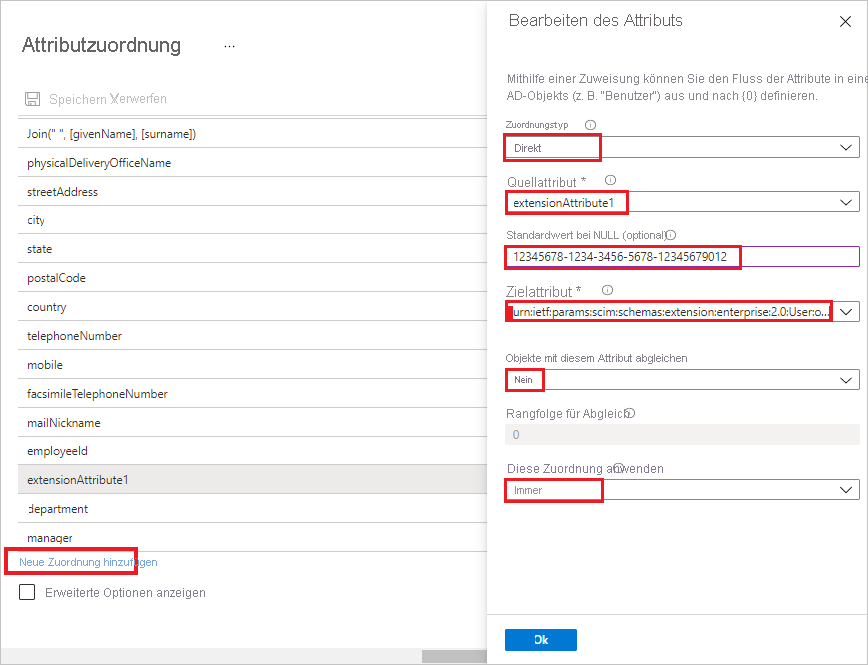 Attributzuordnung ...
Speichern Verwerfen
Join(" ", [givenName], [surname])
physicalDeliveryOfficeName
streetAddress
city
state
postalCode
country
telephoneNumber
mobile
facsimileTelephoneNumber
mailNickname
employeeId
extensionAttribute1
department
manager
Neue Zuordnung hinzufügen
Erweiterte Optionen anzeigen
Bearbeiten des Attributs
Mithilfe einer Zuweisung können Sie den Fluss der Attribute in eine
AD-Objekts (z. B. "Benutzer") aus und nach {0} definieren.
Zuordnungstyp
Direkt
Quellattribut *
extensionAttribute1
Standardwert bei NULL (optional)
12345678-1234-3456-5678-12345679012
Zielattribut *
urn:ietf:params:scim:schemas:extension:enterprise:2.0:User:o...
Objekte mit diesem Attribut abgleichen
Nein
Rangfolge für Abgleich
0
Diese Zuordnung anwenden
Immer
Ok